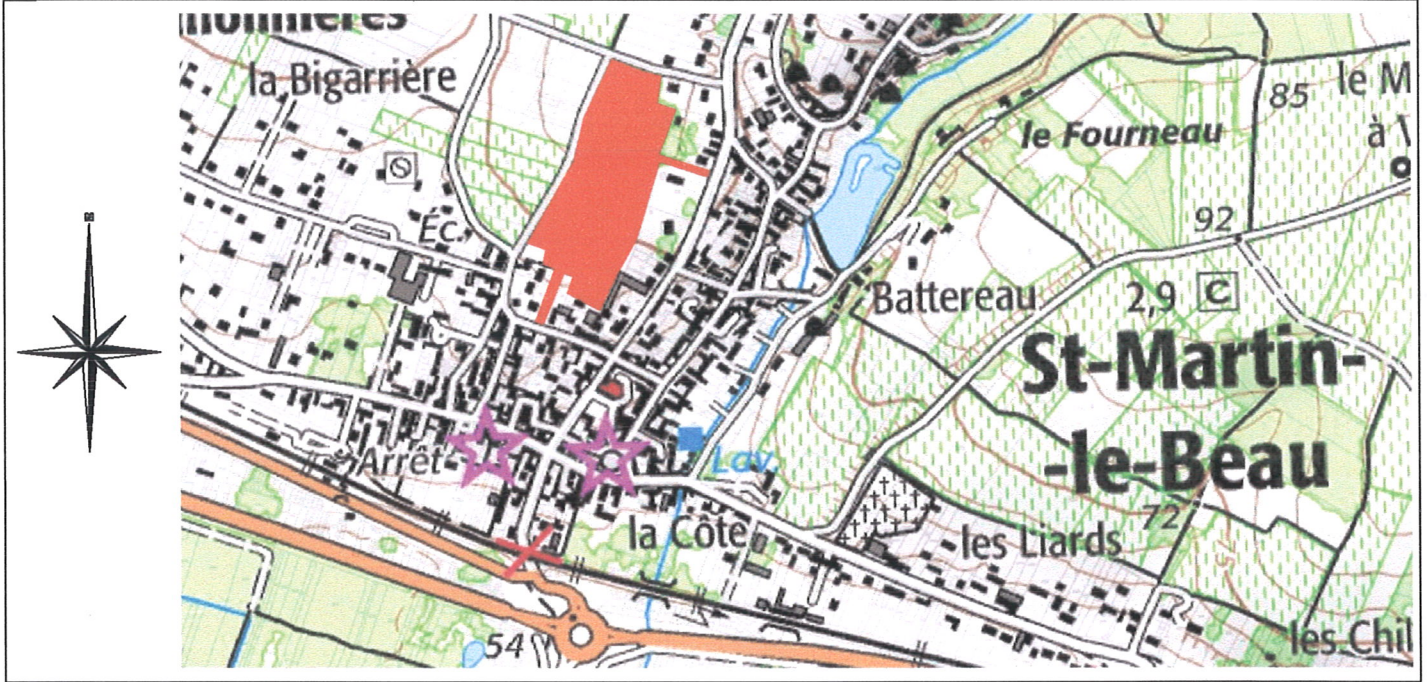 la Bigarrière
Éc.
85
le M
à
le Fourneau
92
Battereau
2,9
C
St-Martin-
-le-Beau
Arrêt
Lav.
72
la Côte
les Liards
54
les Chil